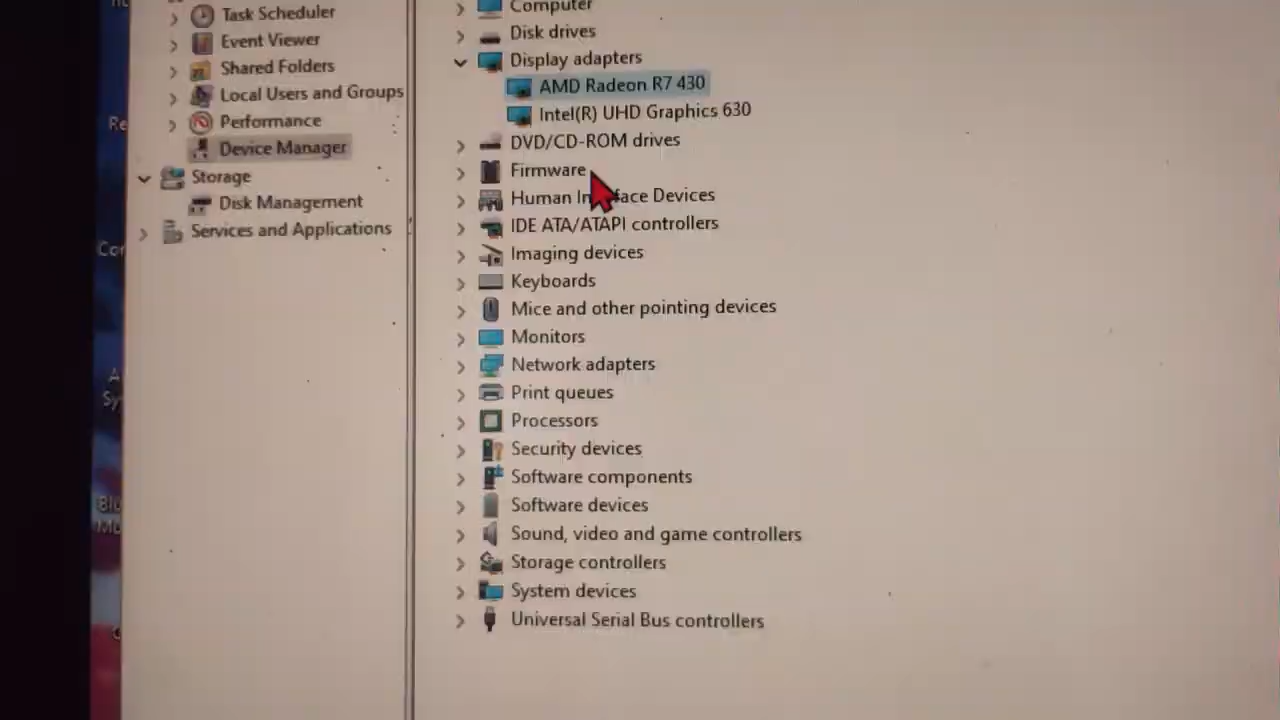 Task Scheduler
Event Viewer
Shared Folders
Local Users and Groups
Performance
Device Manager
Storage
Disk Management
Services and Applications
Computer
Disk drives
Display adapters
AMD Radeon R7 430
Intel(R) UHD Graphics 630
DVD/CD-ROM drives
Firmware
Human In face Devices
IDE ATA/ATAPI controllers
Imaging devices
Keyboards
Mice and other pointing devices
Monitors
Network adapters
Print queues
Processors
Security devices
Software components
Software devices
Sound, video and game controllers
Storage controllers
System devices
Universal Serial Bus controllers